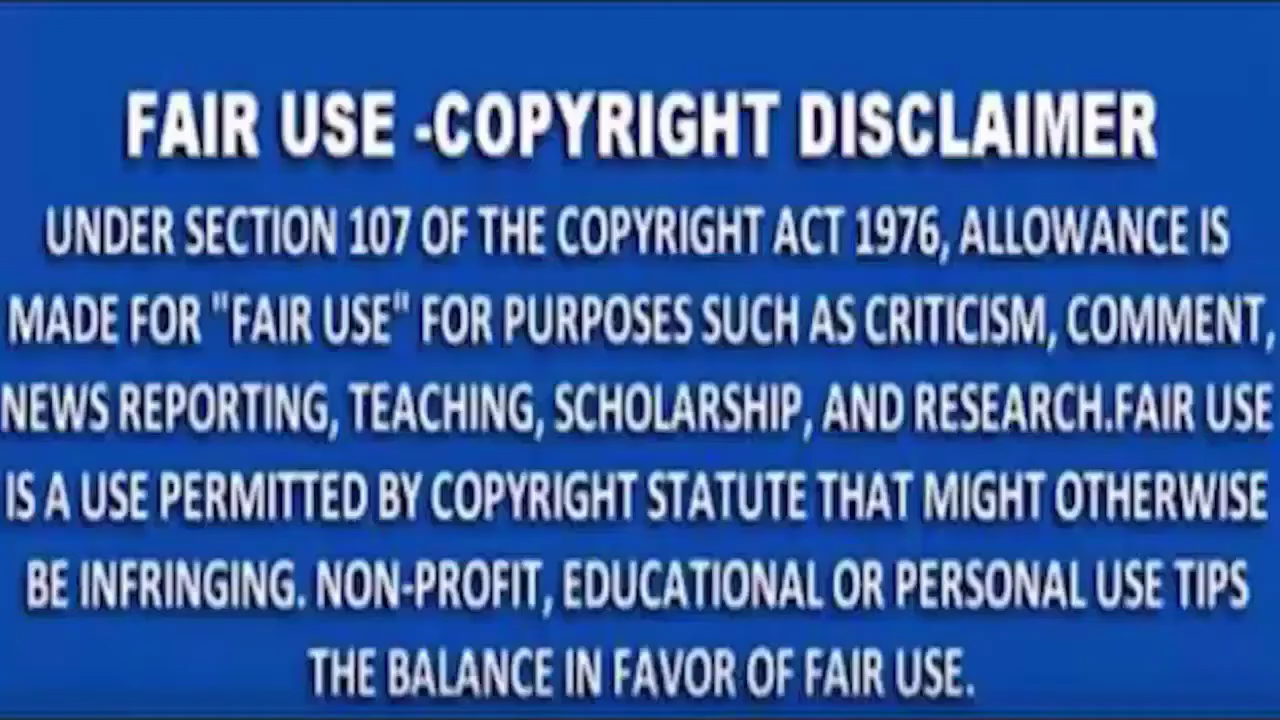 FAIR USE -COPYRIGHT DISCLAIMER
UNDER SECTION 107 OF THE COPYRIGHT ACT 1976, ALLOWANCE IS
MADE FOR "FAIR USE" FOR PURPOSES SUCH AS CRITICISM, COMMENT,
NEWS REPORTING, TEACHING, SCHOLARSHIP, AND RESEARCH.FAIR USE
IS A USE PERMITTED BY COPYRIGHT STATUTE THAT MIGHT OTHERWISE
BE INFRINGING. NON-PROFIT, EDUCATIONAL OR PERSONAL USE TIPS
THE BALANCE IN FAVOR OF FAIR USE.